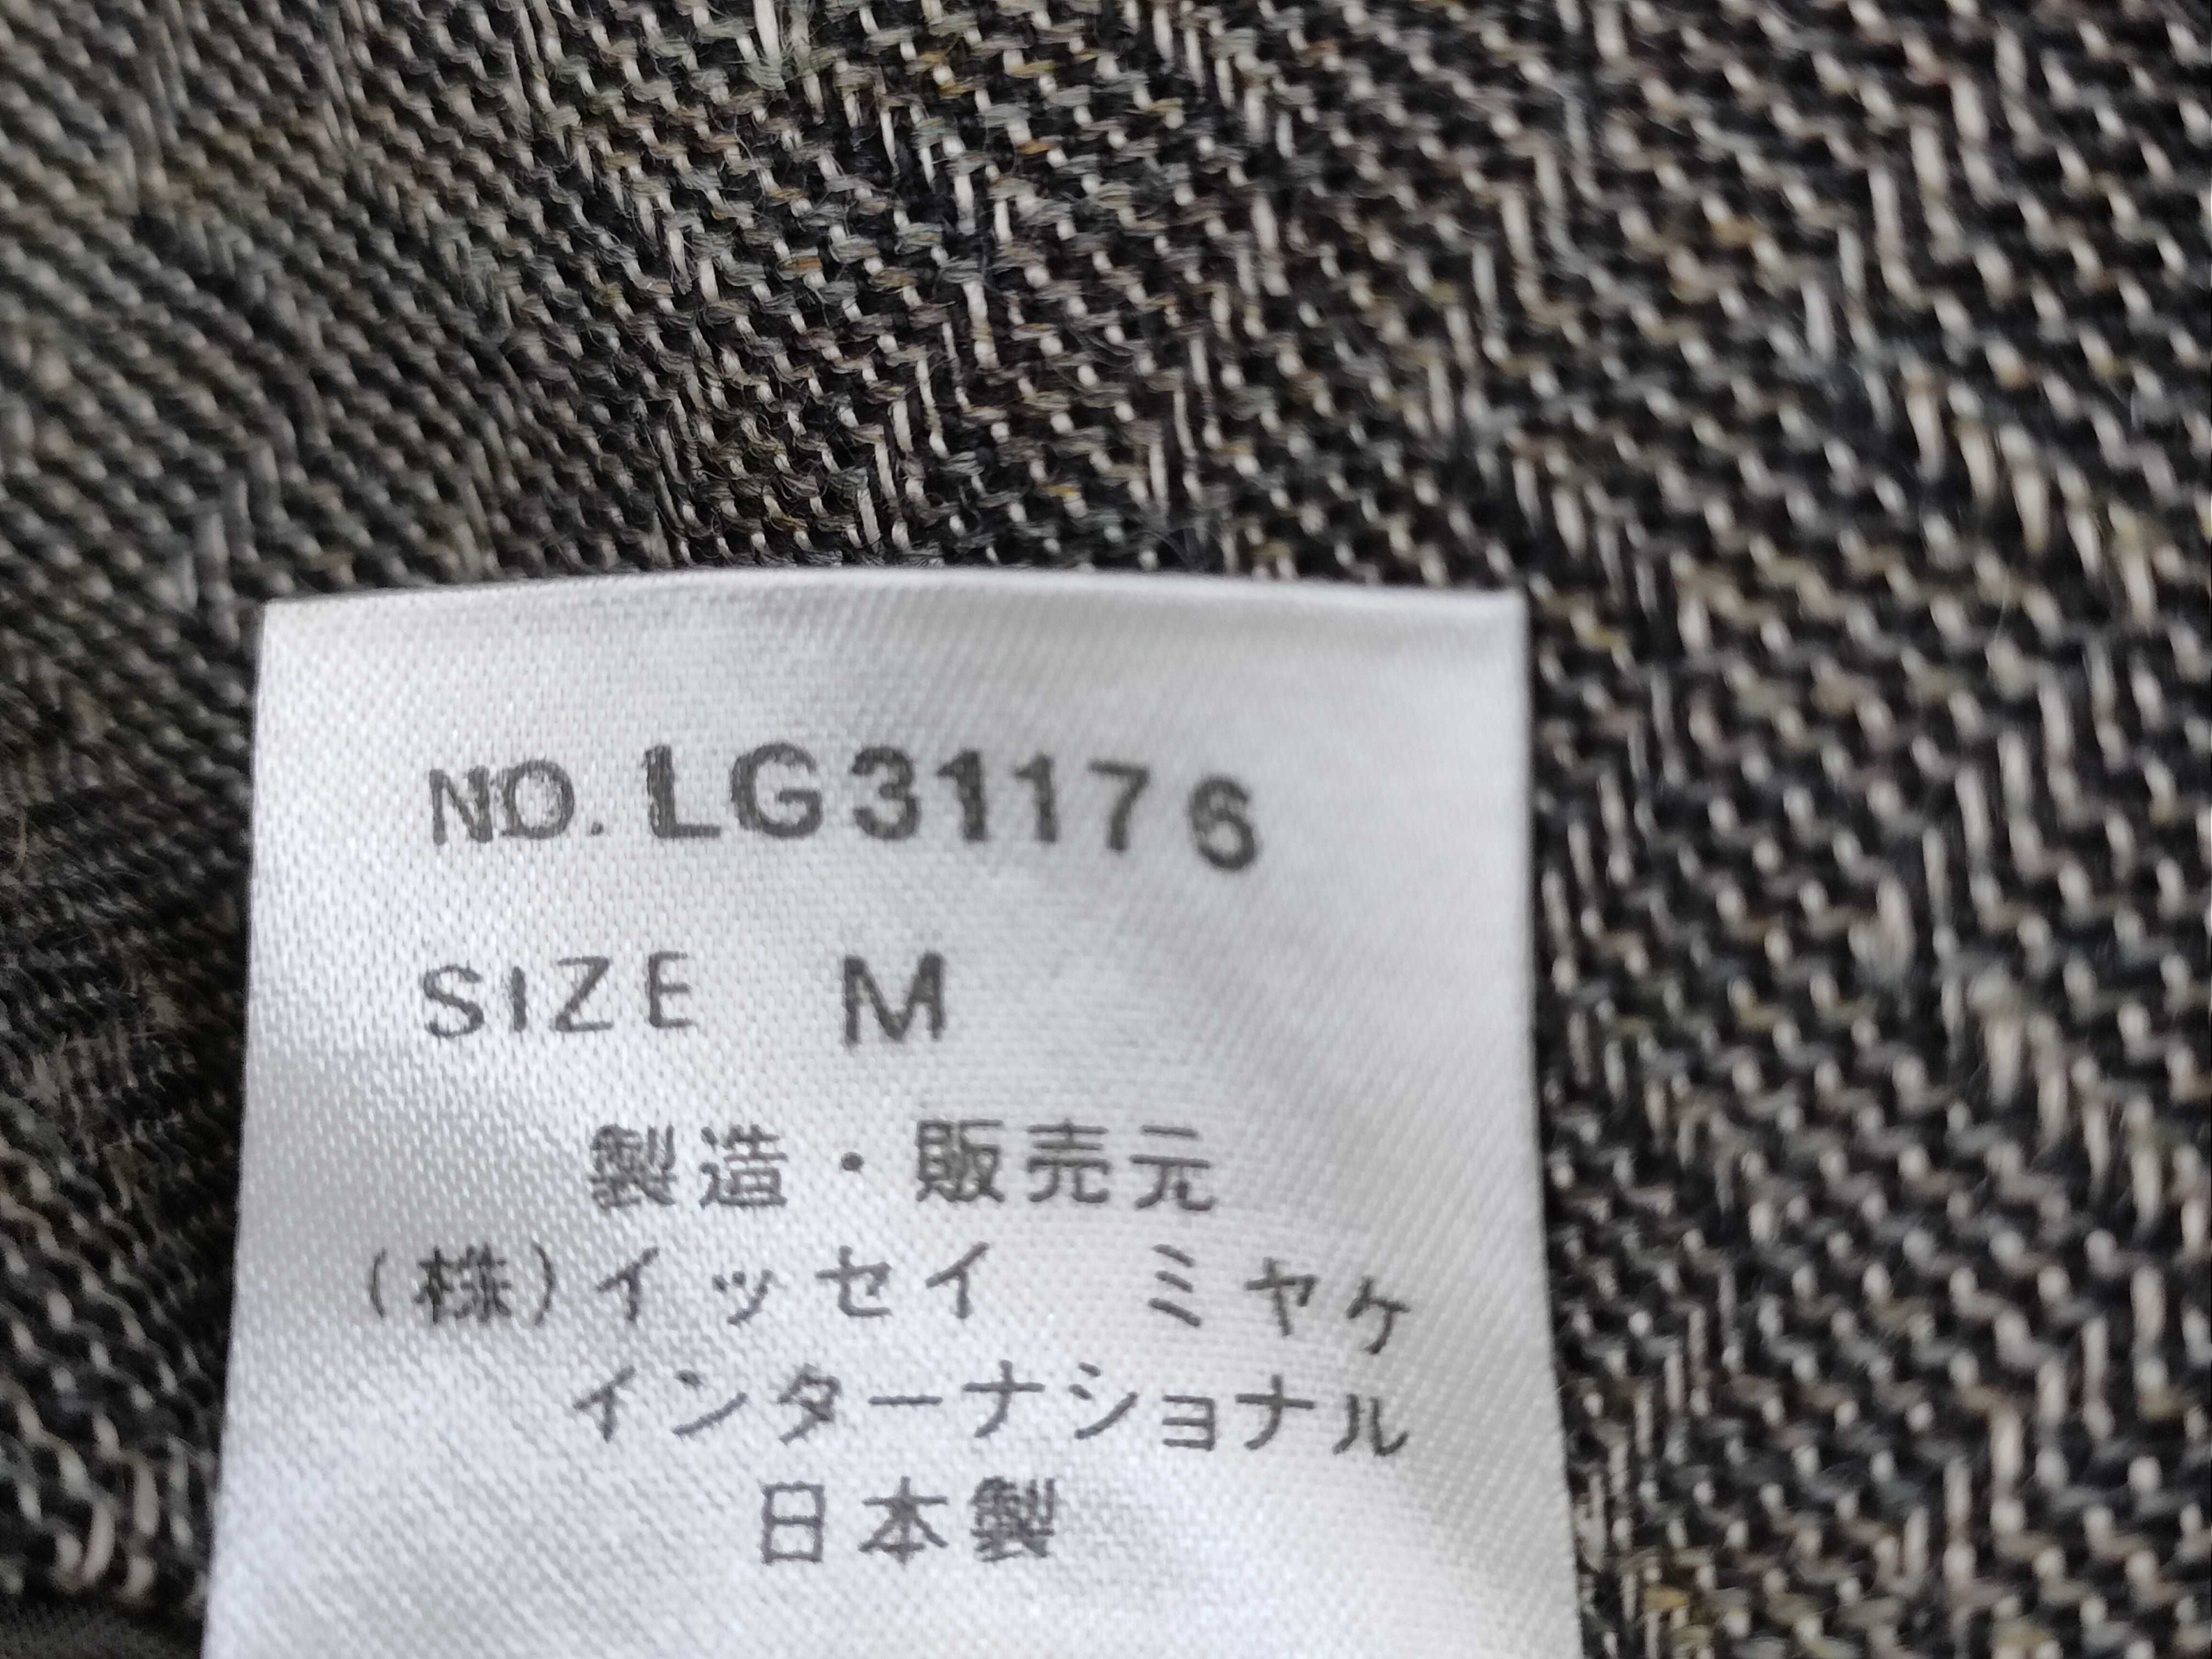 NO. LG31176
SIZE M
製造・販売元
(株)イッセイ ミヤケ
インターナショナル
日本製